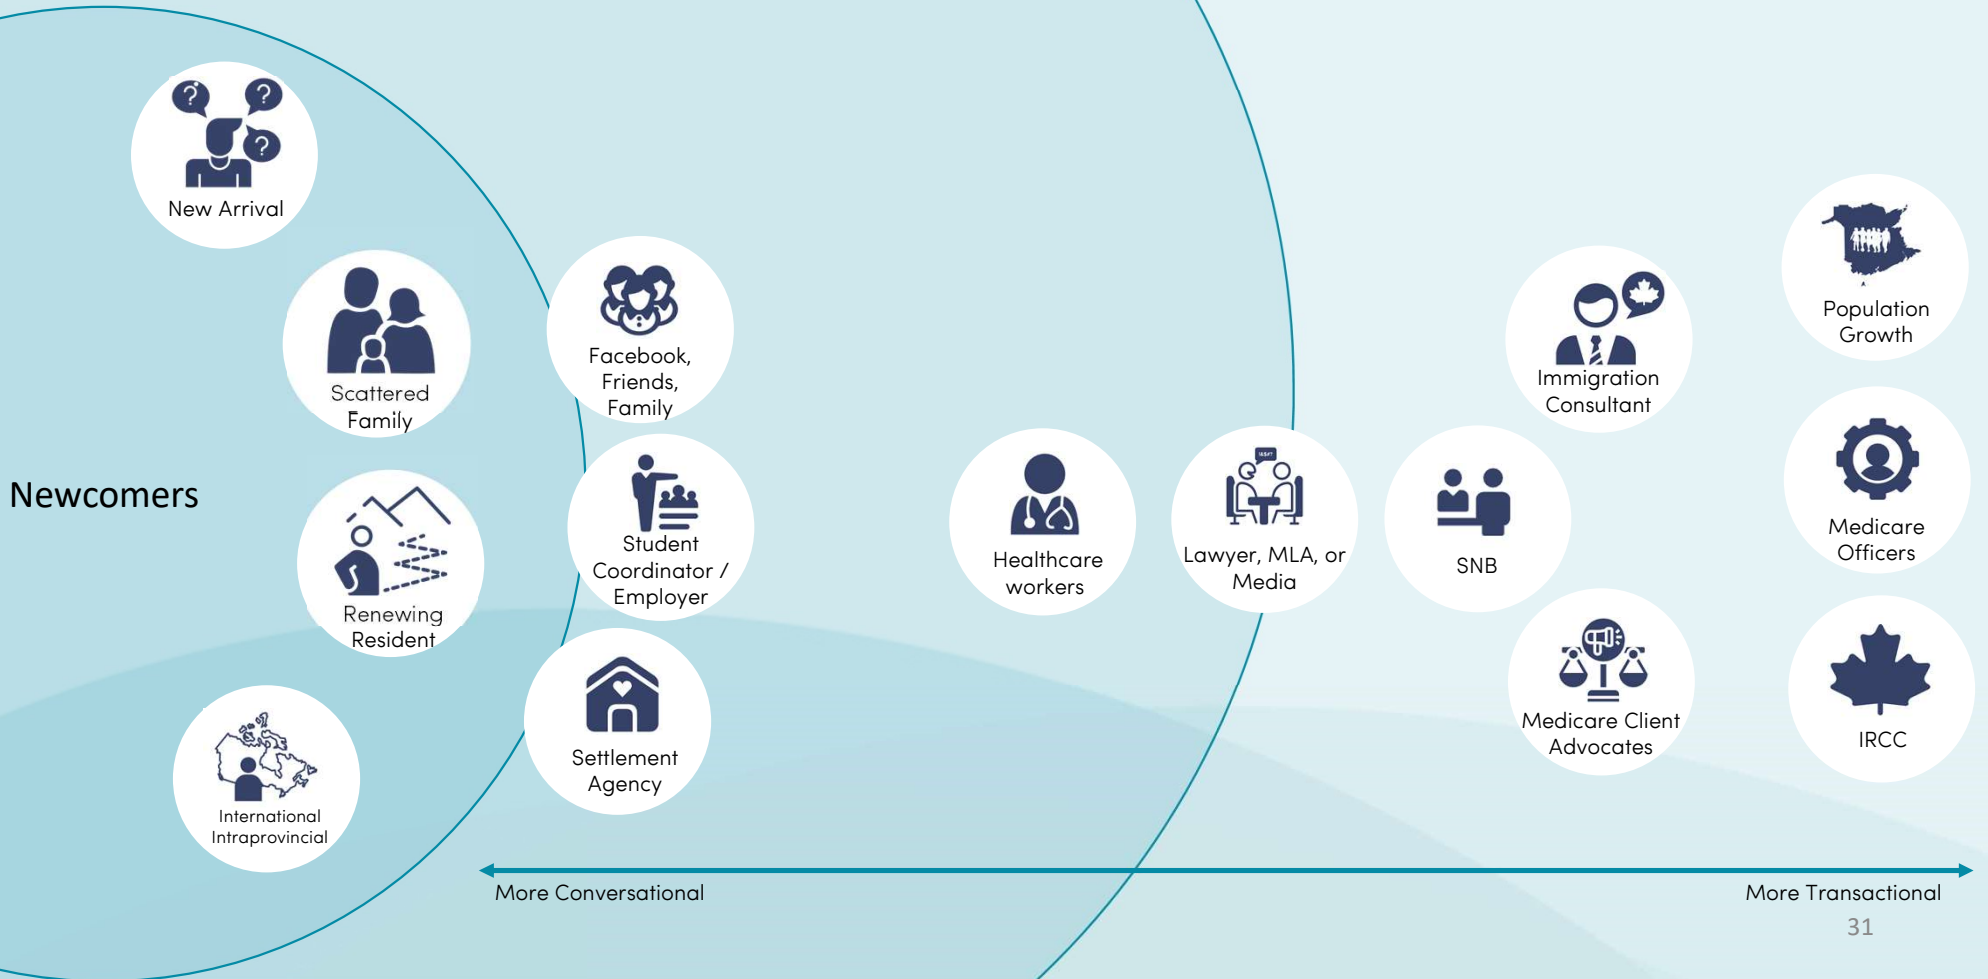 ?
?
?
New Arrival
Scattered
Family
Newcomers
Renewing
Resident
International
Intraprovincial
Facebook,
Friends,
Family
Student
Coordinator /
Employer
Settlement
Agency
Healthcare
workers
Lawyer, MLA, or
Media
SNB
Immigration
Consultant
Medicare Client
Advocates
Population
Growth
Medicare
Officers
IRCC
More Conversational
More Transactional
31